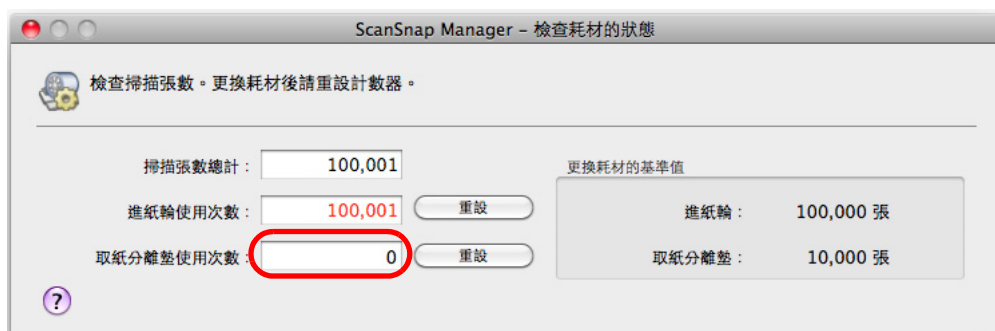 ScanSnap Manager – 檢查耗材的狀態
檢查掃描張數。更換耗材後請重設計數器。
掃描張數總計： 100,001
更換耗材的基準值
進紙輪使用次數： 100,001 重設
進紙輪： 100,000 張
取紙分離墊使用次數： 0 重設
取紙分離墊： 10,000 張
?